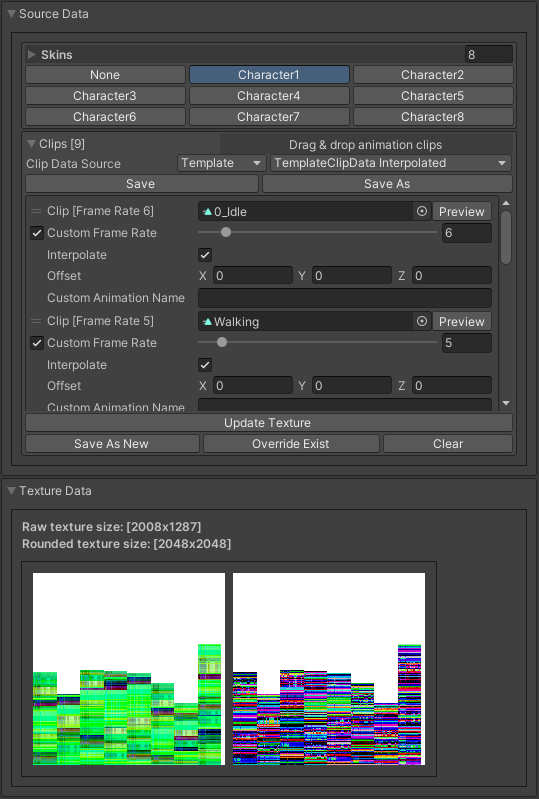 Source Data
Skins 8
None Character1 Character2
Character3 Character4 Character5
Character6 Character7 Character8
Clips [9] Drag & drop animation clips
Clip Data Source Template TemplateClipData Interpolated
Save Save As
Clip [Frame Rate 6] 0_Idle Preview
Custom Frame Rate 6
Interpolate
Offset X 0 Y 0 Z 0
Custom Animation Name
Clip [Frame Rate 5] Walking Preview
Custom Frame Rate 5
Interpolate
Offset X 0 Y 0 Z 0
Custom Animation Name
Update Texture
Save As New Override Exist Clear
Texture Data
Raw texture size: [2008x1287]
Rounded texture size: [2048x2048]